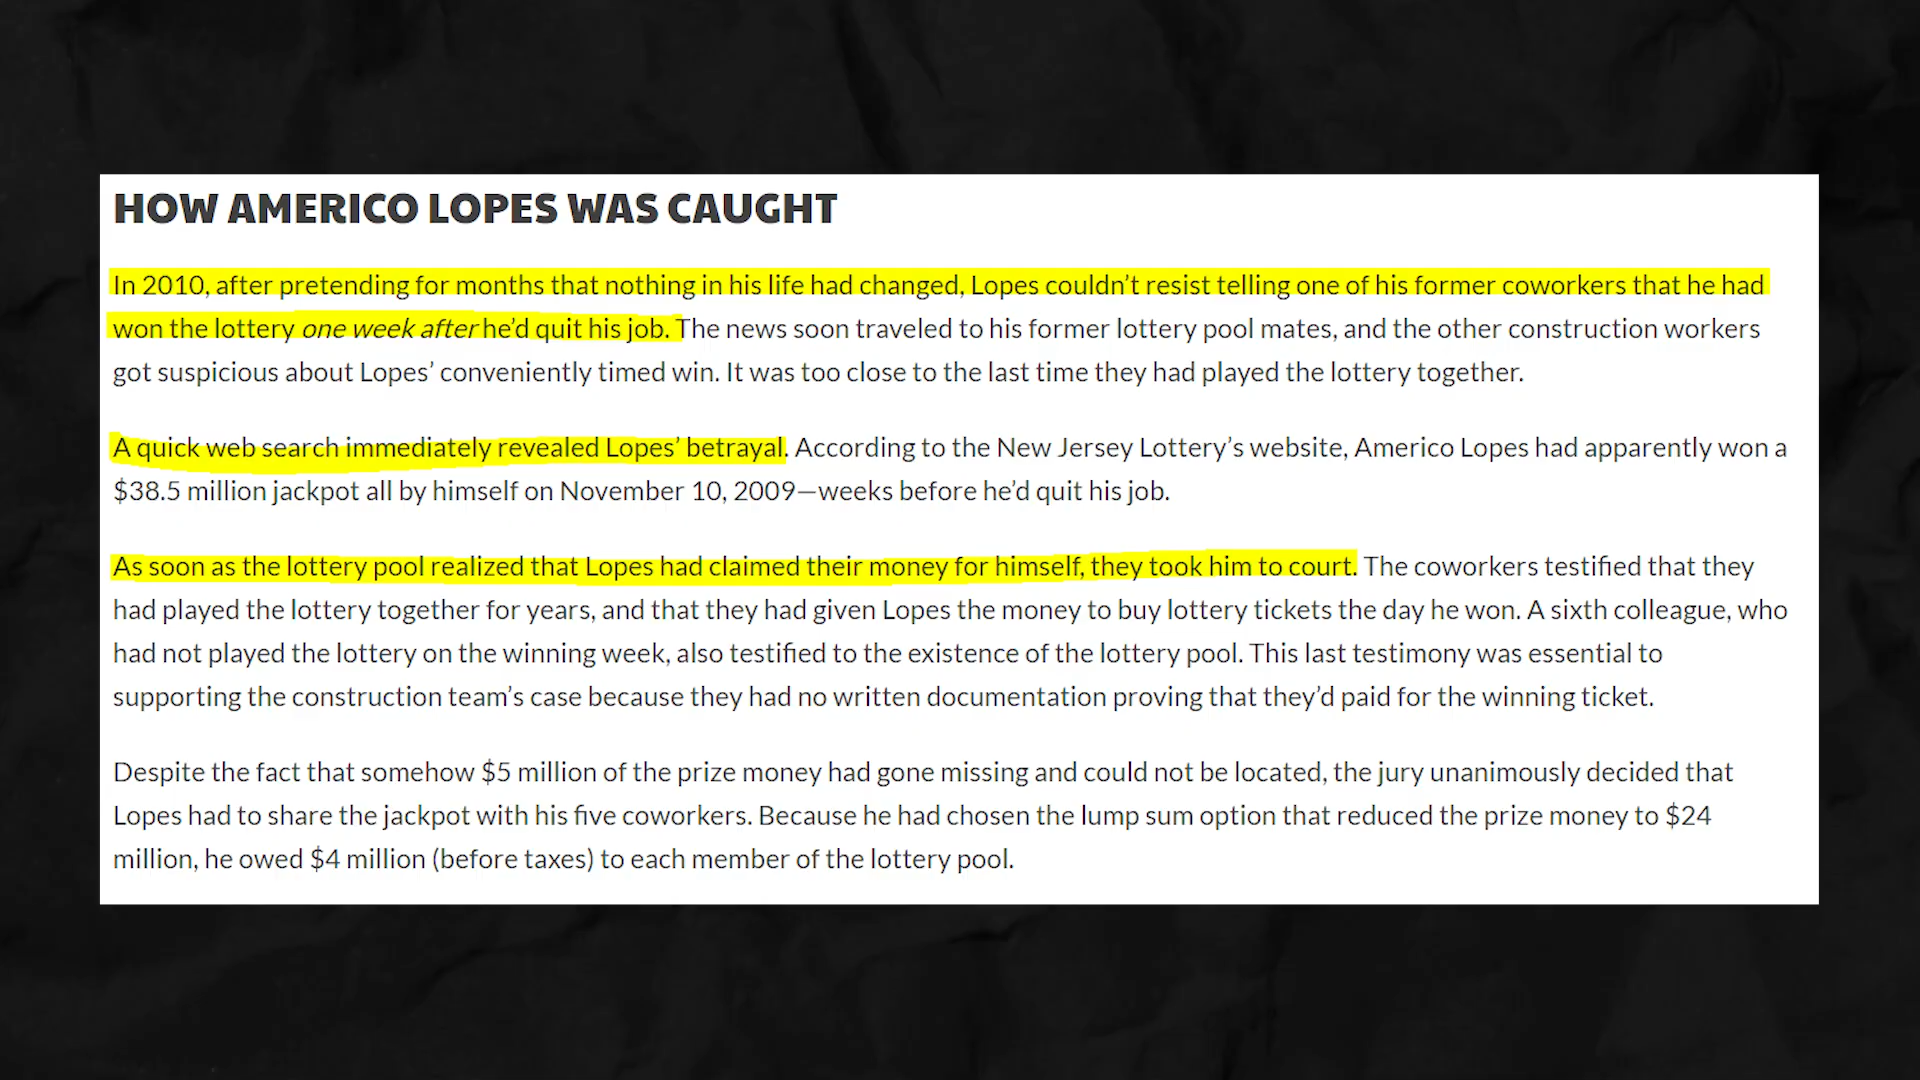 HOW AMERICO LOPES WAS CAUGHT
In 2010, after pretending for months that nothing in his life had changed, Lopes couldn’t resist telling one of his former coworkers that he had
won the lottery one week after he’d quit his job. The news soon traveled to his former lottery pool mates, and the other construction workers
got suspicious about Lopes’ conveniently timed win. It was too close to the last time they had played the lottery together.
A quick web search immediately revealed Lopes’ betrayal. According to the New Jersey Lottery’s website, Americo Lopes had apparently won a
$38.5 million jackpot all by himself on November 10, 2009—weeks before he’d quit his job.
As soon as the lottery pool realized that Lopes had claimed their money for himself, they took him to court. The coworkers testified that they
had played the lottery together for years, and that they had given Lopes the money to buy lottery tickets the day he won. A sixth colleague, who
had not played the lottery on the winning week, also testified to the existence of the lottery pool. This last testimony was essential to
supporting the construction team’s case because they had no written documentation proving that they’d paid for the winning ticket.
Despite the fact that somehow $5 million of the prize money had gone missing and could not be located, the jury unanimously decided that
Lopes had to share the jackpot with his five coworkers. Because he had chosen the lump sum option that reduced the prize money to $24
million, he owed $4 million (before taxes) to each member of the lottery pool.